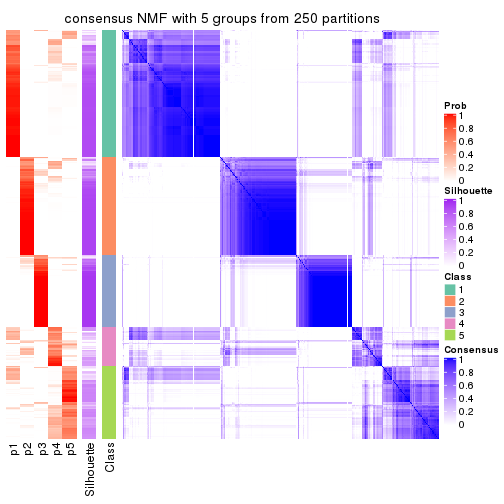 consensus NMF with 5 groups from 250 partitions
Prob
1
0.8
0.6
0.4
0.2
0
Silhouette
1
0.8
0.6
0.4
0.2
0
Class
1
2
3
4
5
Consensus
1
0.8
0.6
0.4
0.2
0
p1
p2
p3
p4
p5
Silhouette
Class